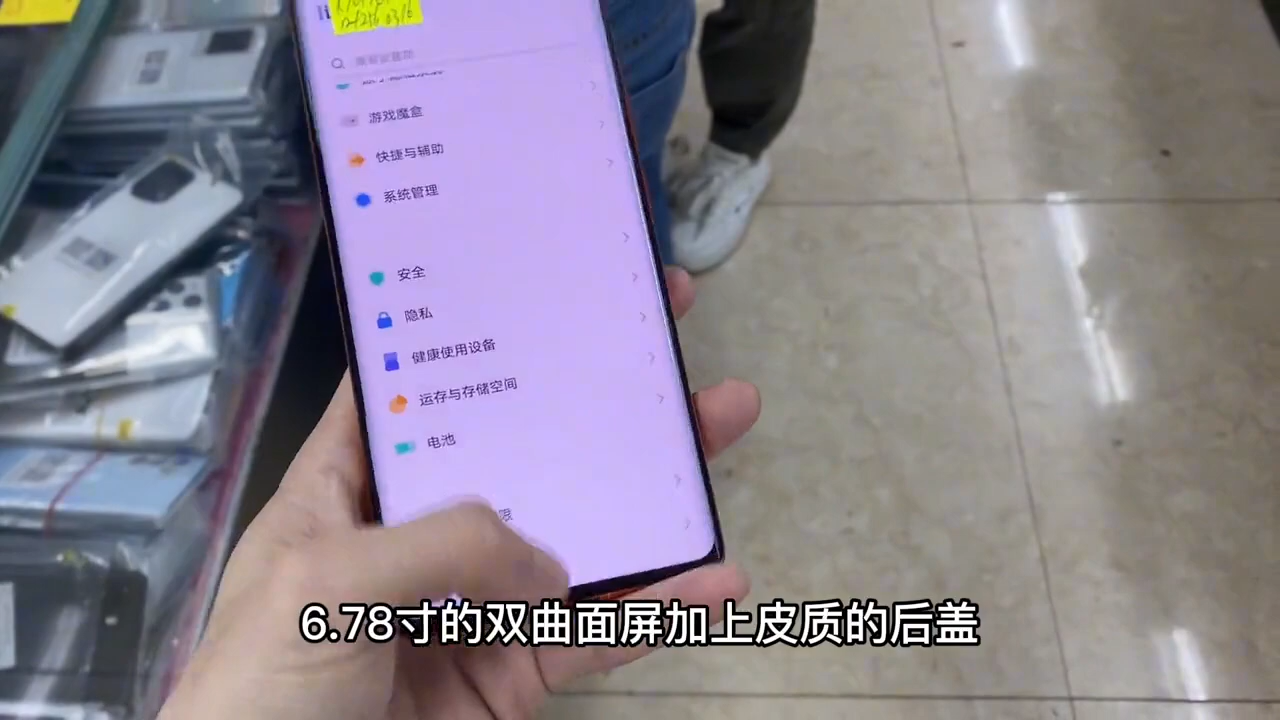 游戏魔盒
快捷与辅助
系统管理
安全
隐私
健康使用设备
运存与存储空间
电池
6.78寸的双曲面屏加上皮质的后盖